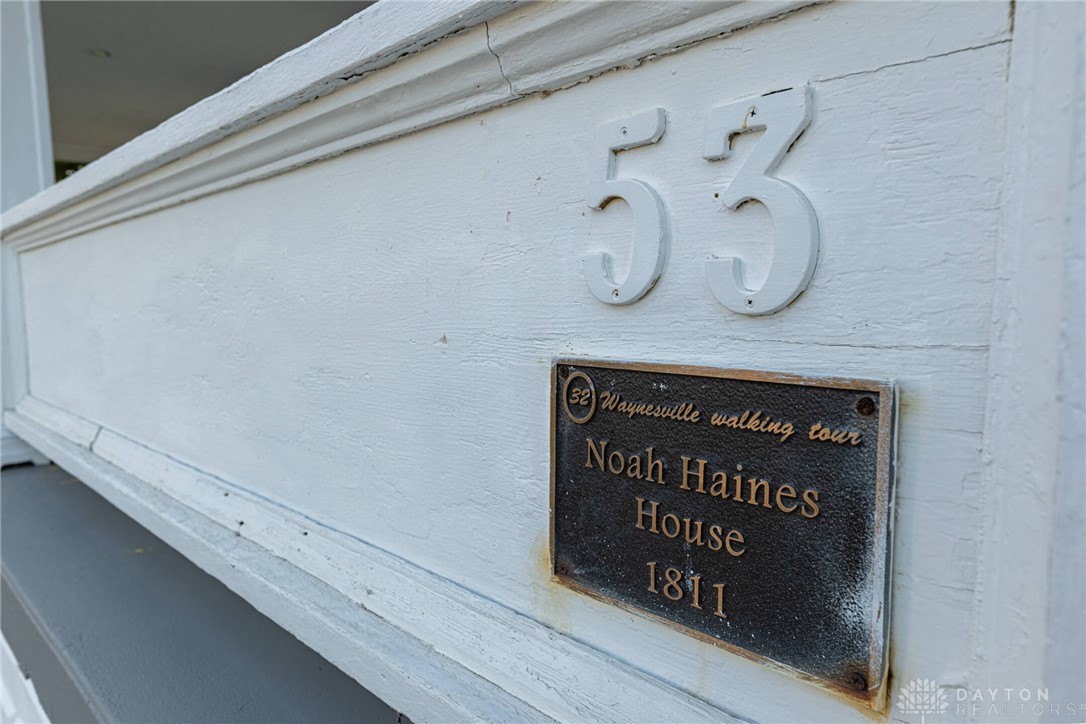 53
32 Waynesville walking tour
Noah Haines
House
1811
DAYTON
REALTORS